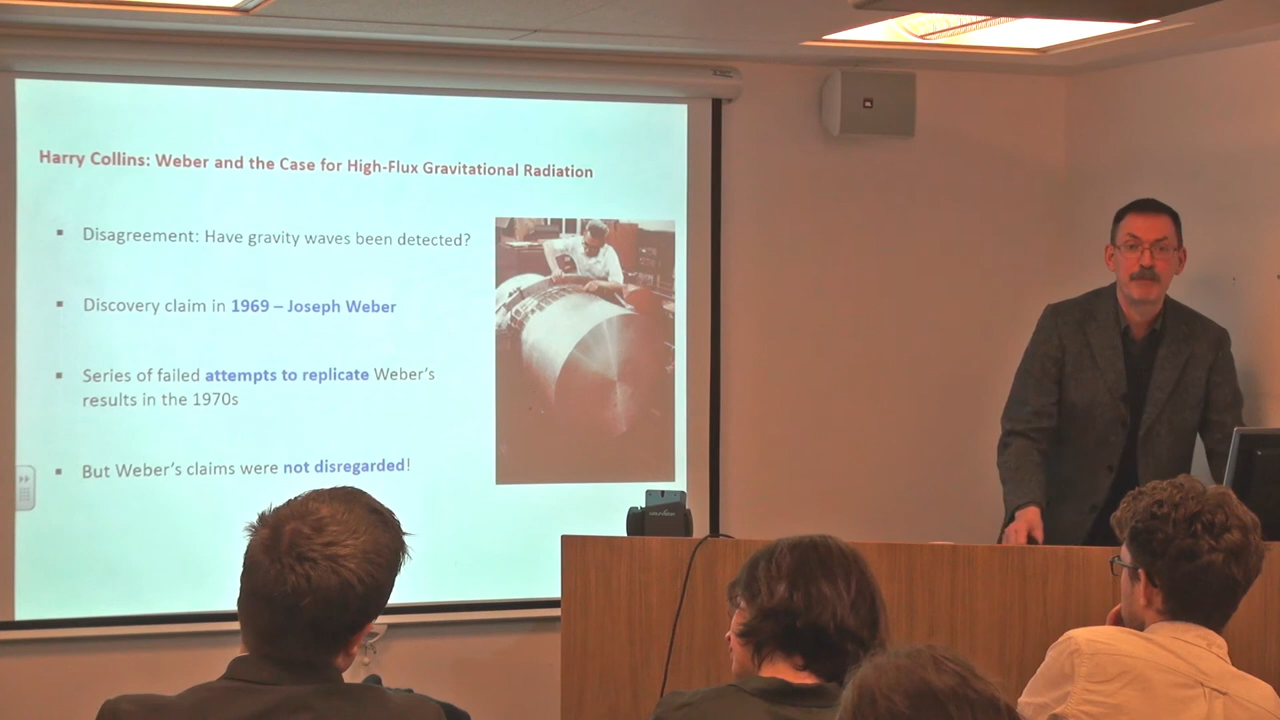 Harry Collins: Weber and the Case for High-Flux Gravitational Radiation
▪ Disagreement: Have gravity waves been detected?
▪ Discovery claim in 1969 – Joseph Weber
▪ Series of failed attempts to replicate Weber's
results in the 1970s
▪ But Weber's claims were not disregarded!